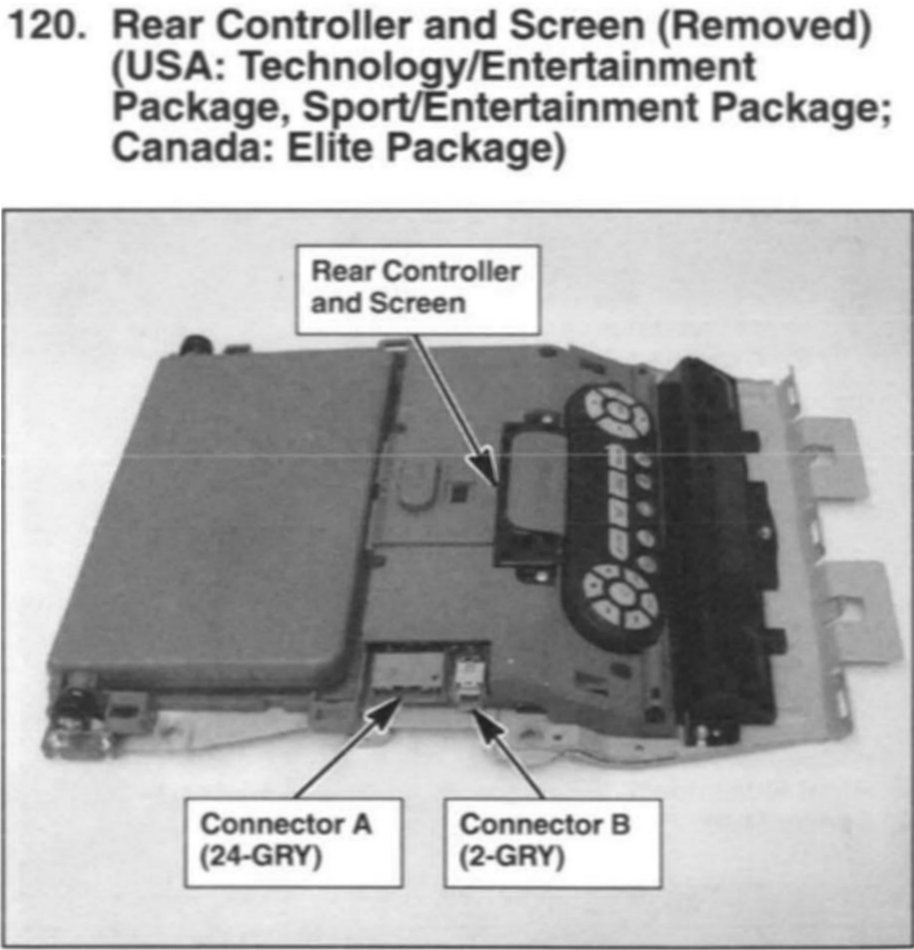 120. Rear Controller and Screen (Removed)
(USA: Technology/Entertainment
Package, Sport/Entertainment Package;
Canada: Elite Package)
Rear Controller
and Screen
Connector A
(24-GRY)
Connector B
(2-GRY)